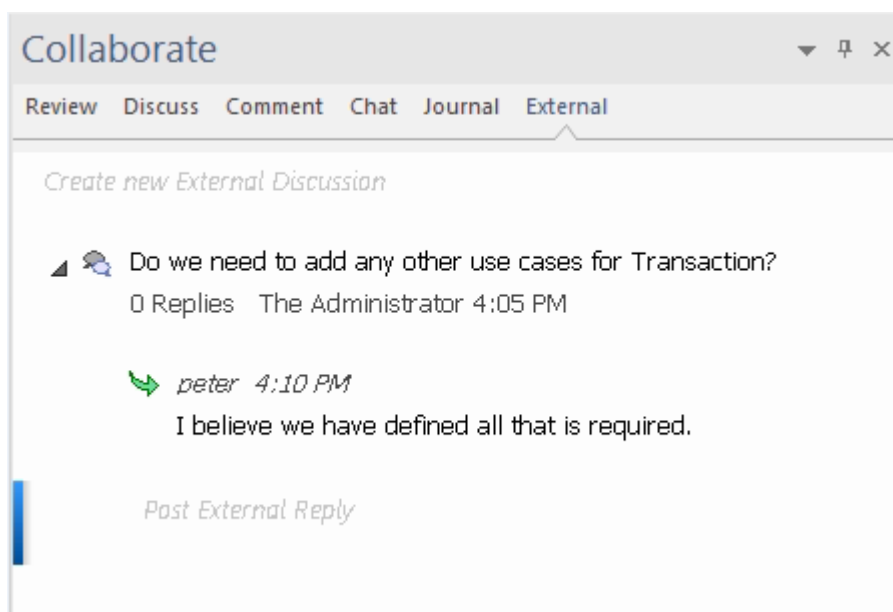 Collaborate
Review Discuss Comment Chat Journal External
Create new External Discussion
Do we need to add any other use cases for Transaction?
0 Replies The Administrator 4:05 PM
peter 4:10 PM
I believe we have defined all that is required.
Post External Reply